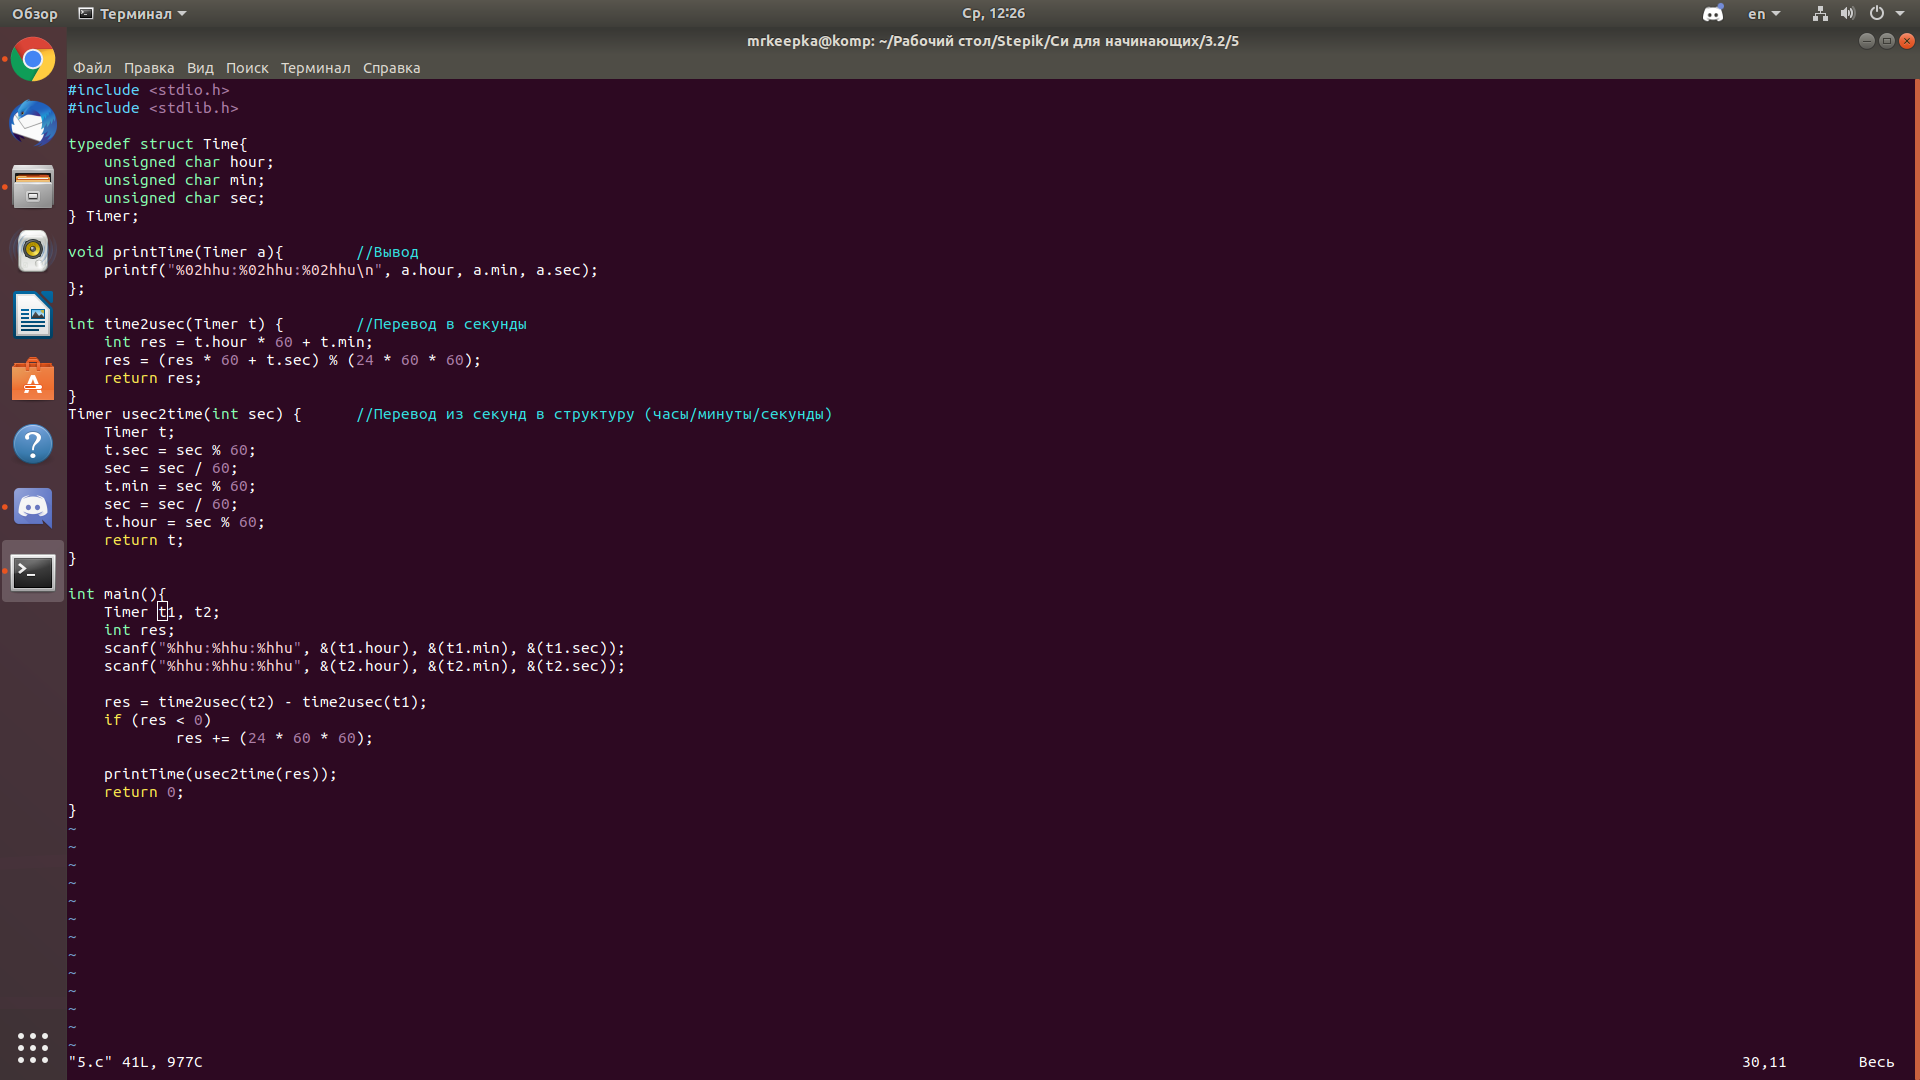 Обзор Терминал Ср, 12:26 en
mrkeepka@komp: ~/Рабочий стол/Stepik/Си для начинающих/3.2/5
Файл Правка Вид Поиск Терминал Справка
#include <stdio.h>
#include <stdlib.h>

typedef struct Time{
    unsigned char hour;
    unsigned char min;
    unsigned char sec;
} Timer;

void printTime(Timer a){        //Вывод
    printf("%02hhu:%02hhu:%02hhu\n", a.hour, a.min, a.sec);
};

int time2usec(Timer t) {        //Перевод в секунды
    int res = t.hour * 60 + t.min;
    res = (res * 60 + t.sec) % (24 * 60 * 60);
    return res;
}
Timer usec2time(int sec) {      //Перевод из секунд в структуру (часы/минуты/секунды)
    Timer t;
    t.sec = sec % 60;
    sec = sec / 60;
    t.min = sec % 60;
    sec = sec / 60;
    t.hour = sec % 60;
    return t;
}

int main(){
    Timer t1, t2;
    int res;
    scanf("%hhu:%hhu:%hhu", &(t1.hour), &(t1.min), &(t1.sec));
    scanf("%hhu:%hhu:%hhu", &(t2.hour), &(t2.min), &(t2.sec));

    res = time2usec(t2) - time2usec(t1);
    if (res < 0)
            res += (24 * 60 * 60);

    printTime(usec2time(res));
    return 0;
}
~
~
~
~
~
~
~
~
~
~
~
~
~
"5.c" 41L, 977C 30,11 Весь